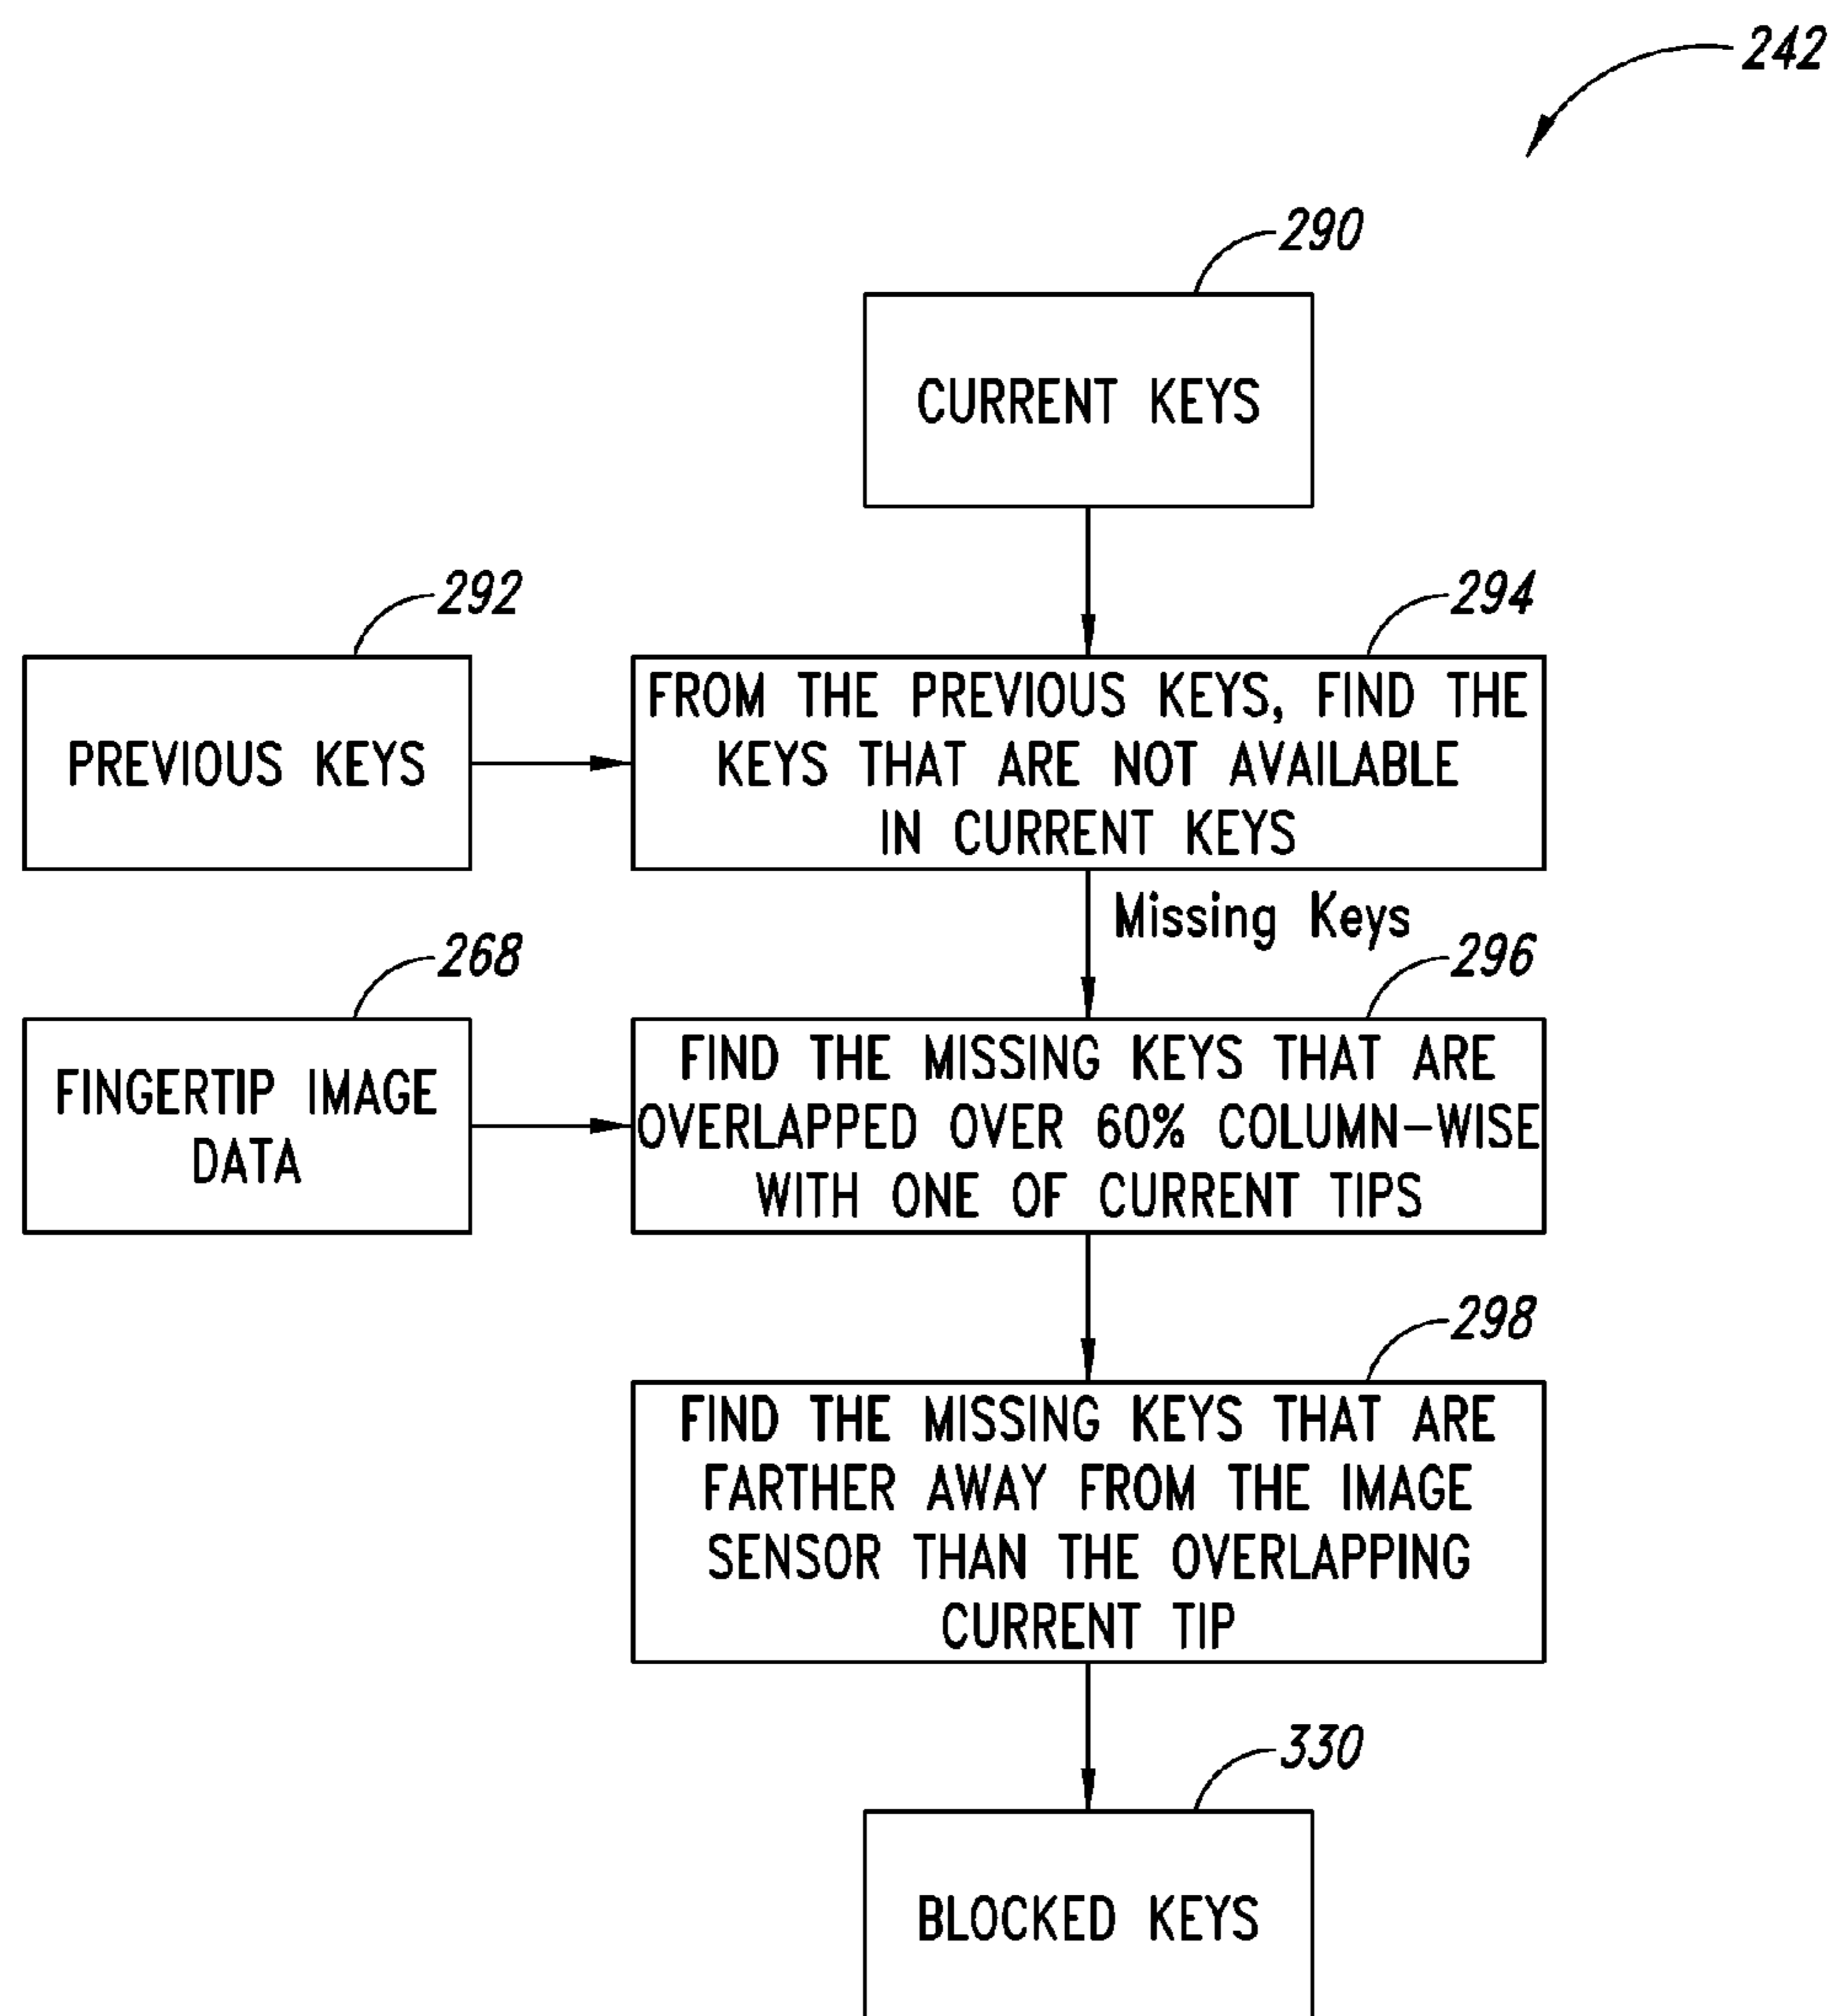 242
290
CURRENT KEYS
292
PREVIOUS KEYS
294
FROM THE PREVIOUS KEYS, FIND THE
KEYS THAT ARE NOT AVAILABLE
IN CURRENT KEYS
Missing Keys
268
FINGERTIP IMAGE
DATA
296
FIND THE MISSING KEYS THAT ARE
OVERLAPPED OVER 60% COLUMN-WISE
WITH ONE OF CURRENT TIPS
298
FIND THE MISSING KEYS THAT ARE
FARTHER AWAY FROM THE IMAGE
SENSOR THAN THE OVERLAPPING
CURRENT TIP
330
BLOCKED KEYS